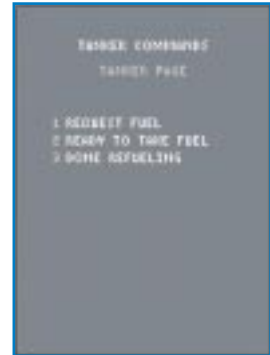 TANKER COMMANDS
TANKER PAGE
1 REQUEST FUEL
2 READY TO TAKE FUEL
3 DONE REFUELING